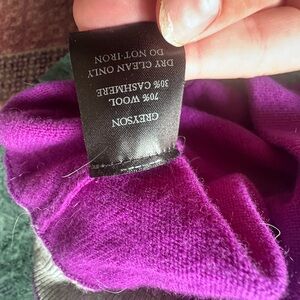 GREYSON
70% WOOL
30% CASHMERE
DRY CLEAN ONLY
DO NOT IRON